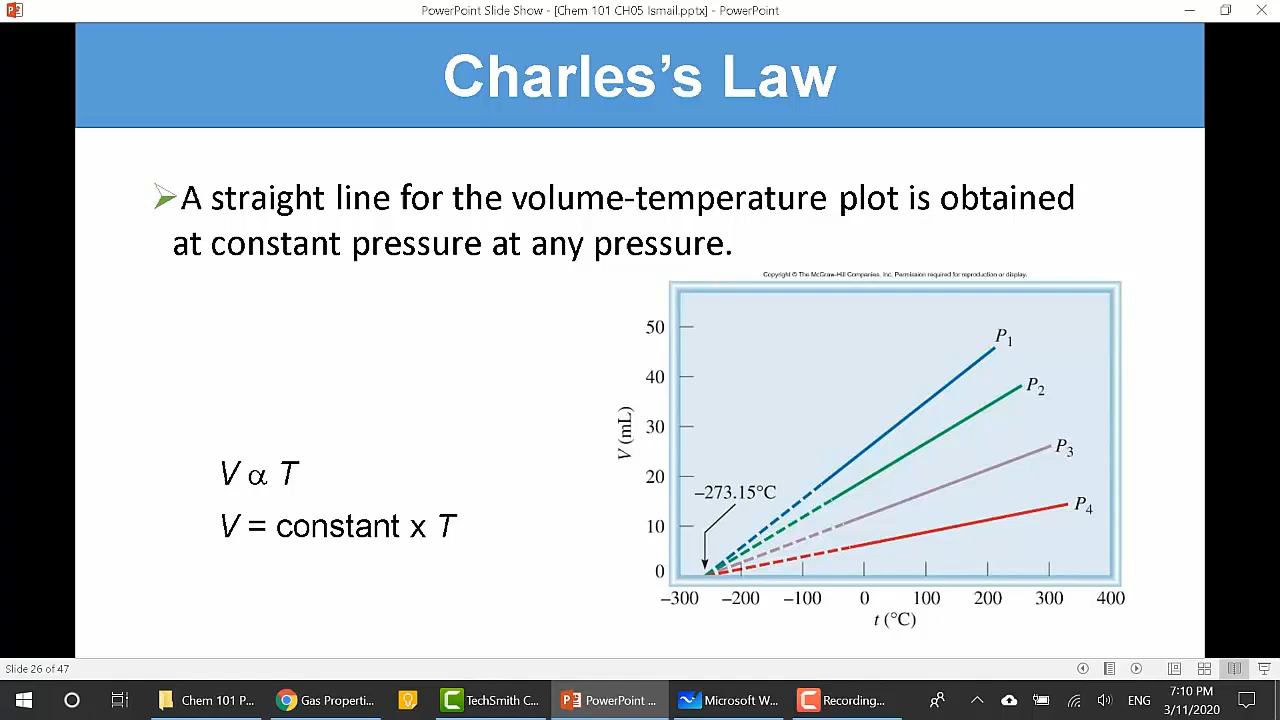 PowerPoint Slide Show - [Chem 101 CH05 Ismail.pptx] - PowerPoint
Charles's Law
A straight line for the volume-temperature plot is obtained
at constant pressure at any pressure.
Copyright © The McGraw-Hill Companies, Inc. Permission required for reproduction or display.
V α T
V = constant x T
V (mL)
50
40
30
20
10
0
P1
P2
P3
P4
–273.15°C
–300 –200 –100 0 100 200 300 400
t (°C)
Slide 26 of 47
Chem 101 P...
Gas Properti...
TechSmith C...
PowerPoint ...
Microsoft W...
Recording...
ENG
7:10 PM
3/11/2020